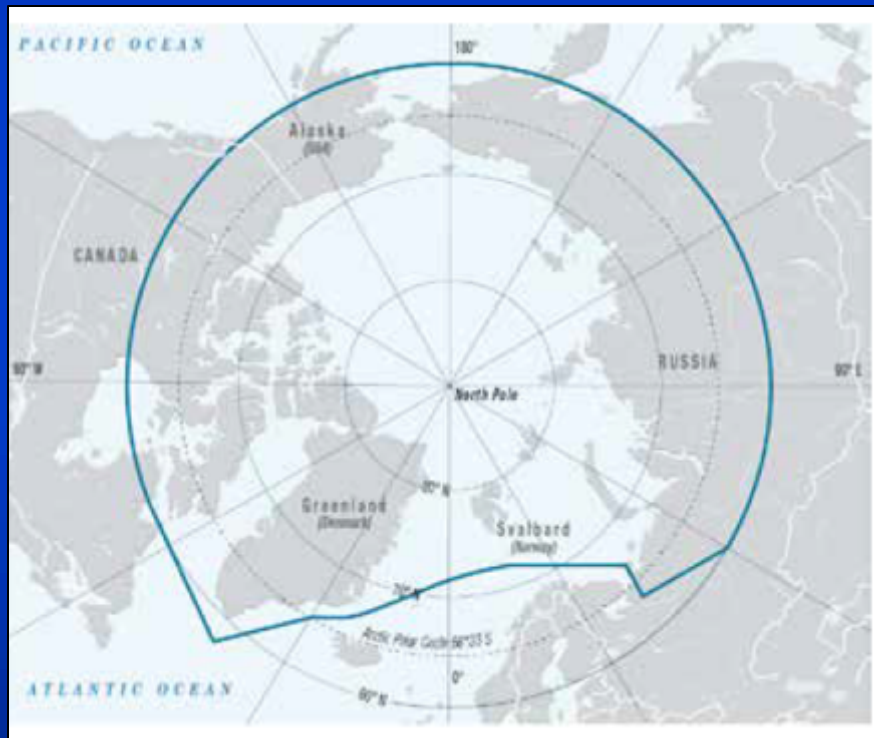 PACIFIC OCEAN
180°
Alaska
(USA)
CANADA
90° W
RUSSIA
90° E
North Pole
80° N
Greenland
(Denmark)
Svalbard
(Norway)
70° N
Arctic Polar Circle 66°33 S
0°
60° N
ATLANTIC OCEAN